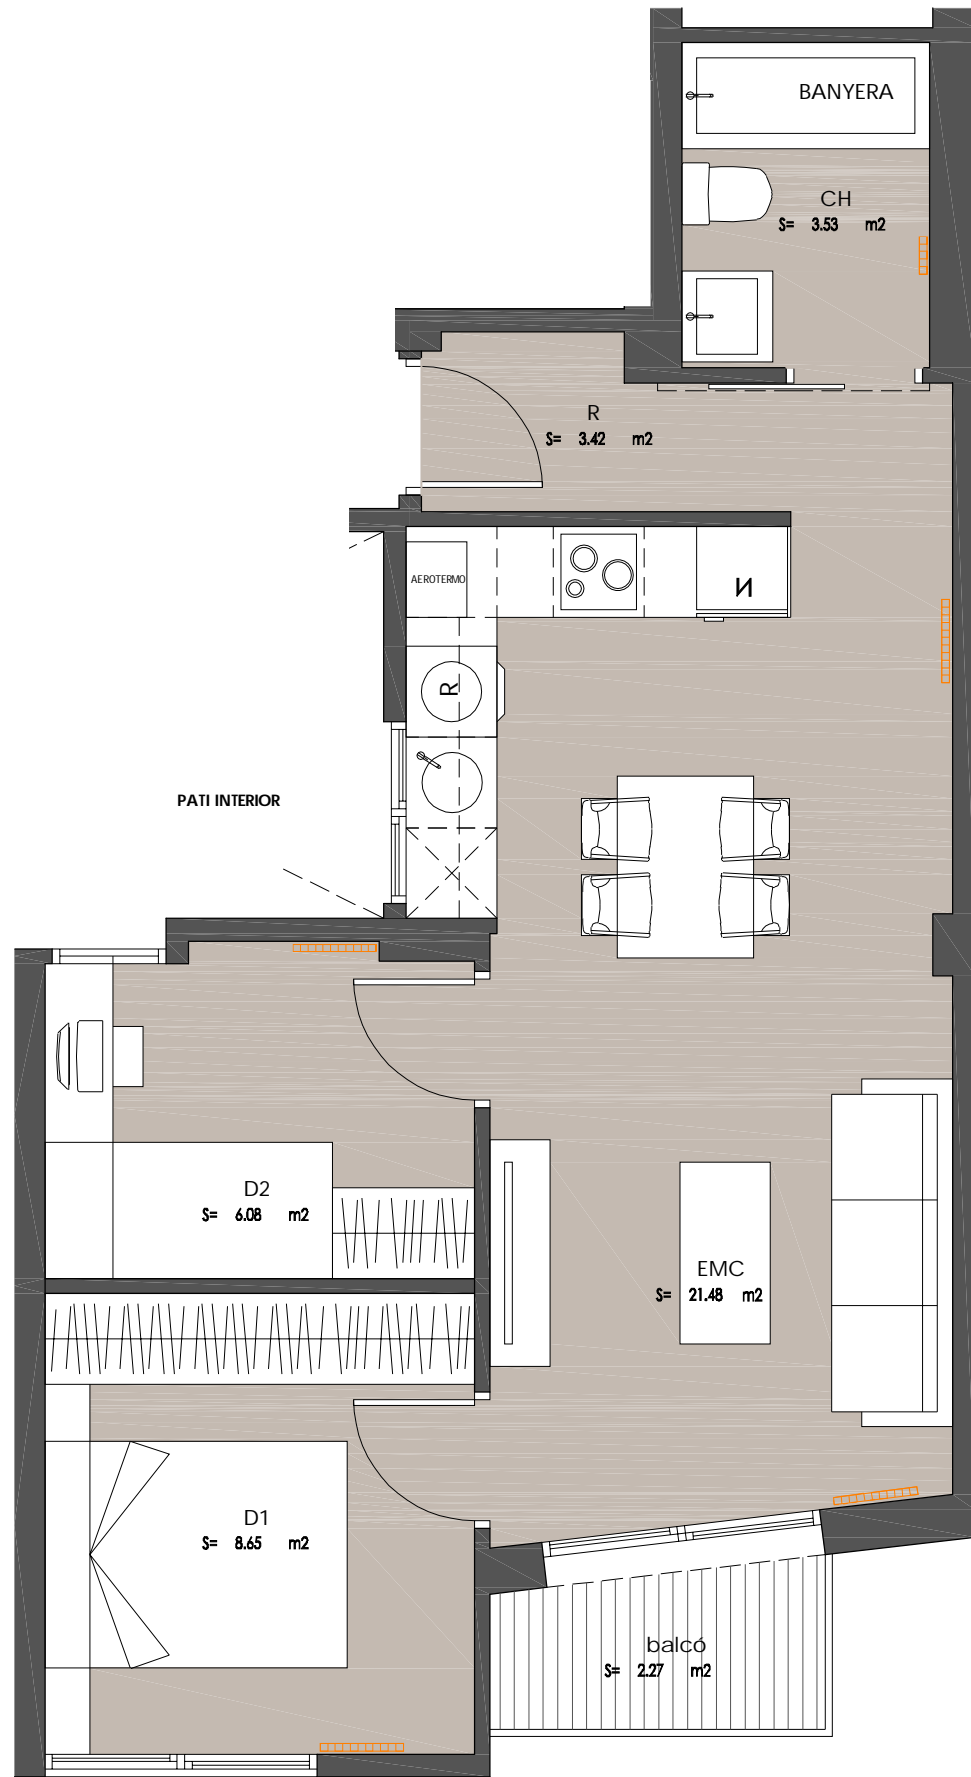 BANYERA
CH
S= 3.53 m2
R
S= 3.42 m2
AEROTERMO
N
R
PATI INTERIOR
D2
S= 6.08 m2
EMC
S= 21.48 m2
D1
S= 8.65 m2
balcó
S= 2.27 m2